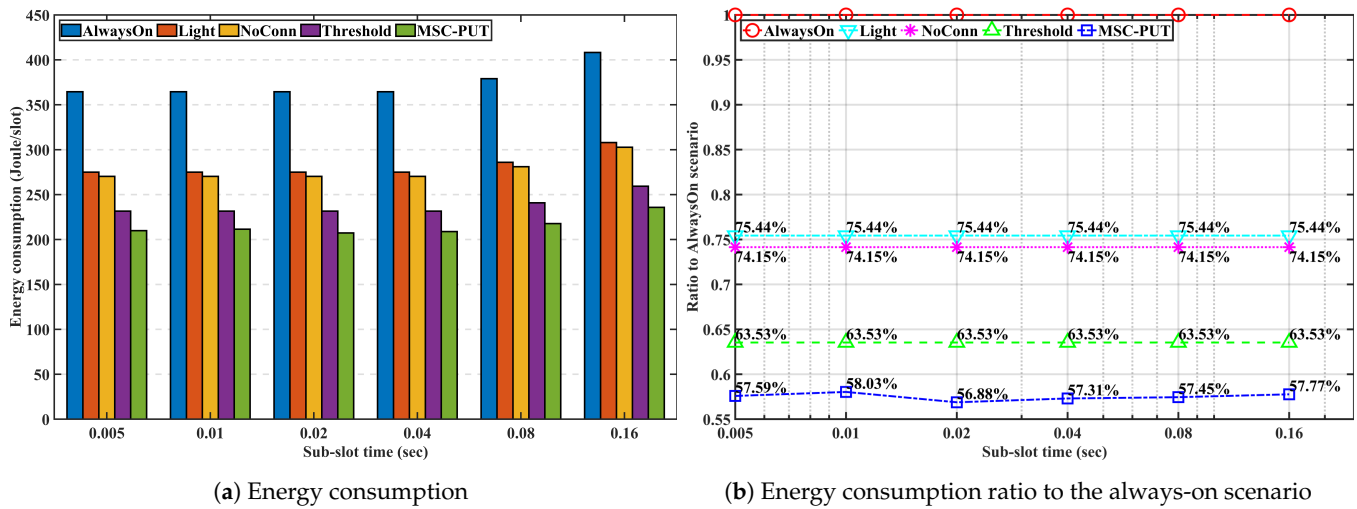 AlwaysOn Light NoConn Threshold MSC-PUT
Energy consumption (Joule/slot)
450
400
350
300
250
200
150
100
50
0
0.005 0.01 0.02 0.04 0.08 0.16
Sub-slot time (sec)
(a) Energy consumption
AlwaysOn Light NoConn Threshold MSC-PUT
Ratio to AlwaysOn scenario
1
0.95
0.9
0.85
0.8
0.75
0.7
0.65
0.6
0.55
75.44% 75.44% 75.44% 75.44% 75.44% 75.44%
74.15% 74.15% 74.15% 74.15% 74.15% 74.15%
63.53% 63.53% 63.53% 63.53% 63.53% 63.53%
57.59% 58.03% 56.88% 57.31% 57.45% 57.77%
0.005 0.01 0.02 0.04 0.08 0.16
Sub-slot time (sec)
(b) Energy consumption ratio to the always-on scenario